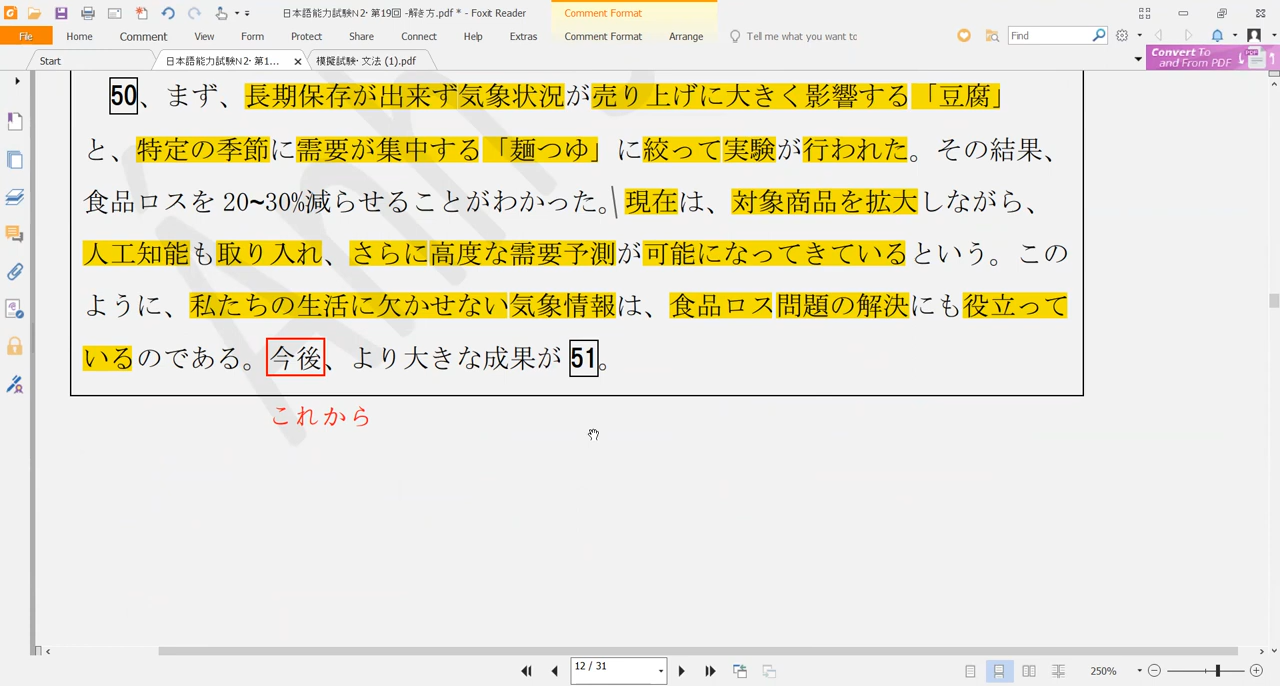 日本語能力試験N2· 第19回 -解き方.pdf * - Foxit Reader
Comment Format
File Home Comment View Form Protect Share Connect Help Extras Comment Format Arrange Tell me what you want to Find
Start 日本語能力試験N2· 第1... 模擬試験· 文法 (1).pdf
Convert To
and From PDF
50、まず、長期保存が出来ず気象状況が売り上げに大きく影響する「豆腐」
と、特定の季節に需要が集中する「麺つゆ」に絞って実験が行われた。その結果、
食品ロスを 20~30%減らせることがわかった。\現在は、対象商品を拡大しながら、
人工知能も取り入れ、さらに高度な需要予測が可能になってきているという。この
ように、私たちの生活に欠かせない気象情報は、食品ロス問題の解決にも役立って
いるのである。今後、より大きな成果が 51。
これから
12 / 31
250%